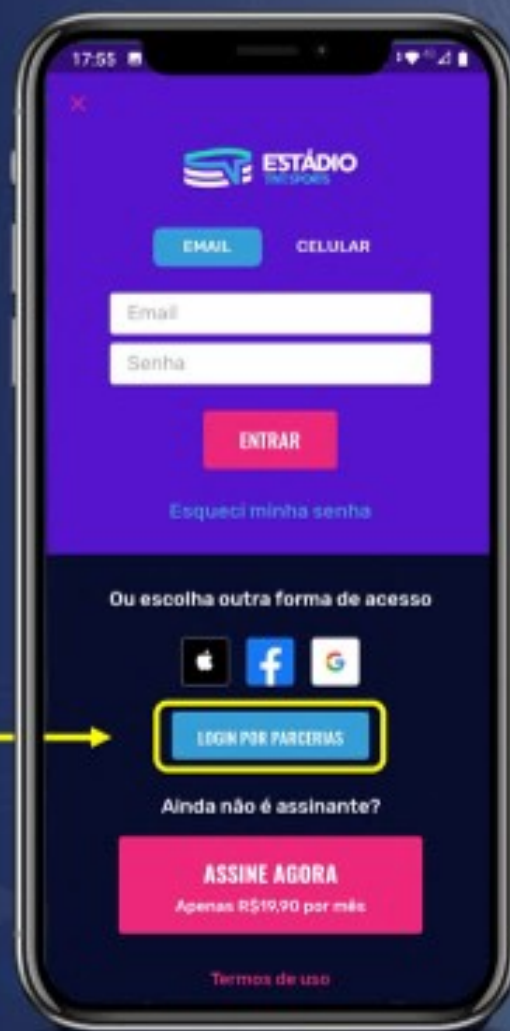 17:55
ESTÁDIO
TNT SPORTS
EMAIL CELULAR
Email
Senha
ENTRAR
Esqueci minha senha
Ou escolha outra forma de acesso
LOGIN POR PARCERIAS
Ainda não é assinante?
ASSINE AGORA
Apenas R$19,90 por mês
Termos de uso